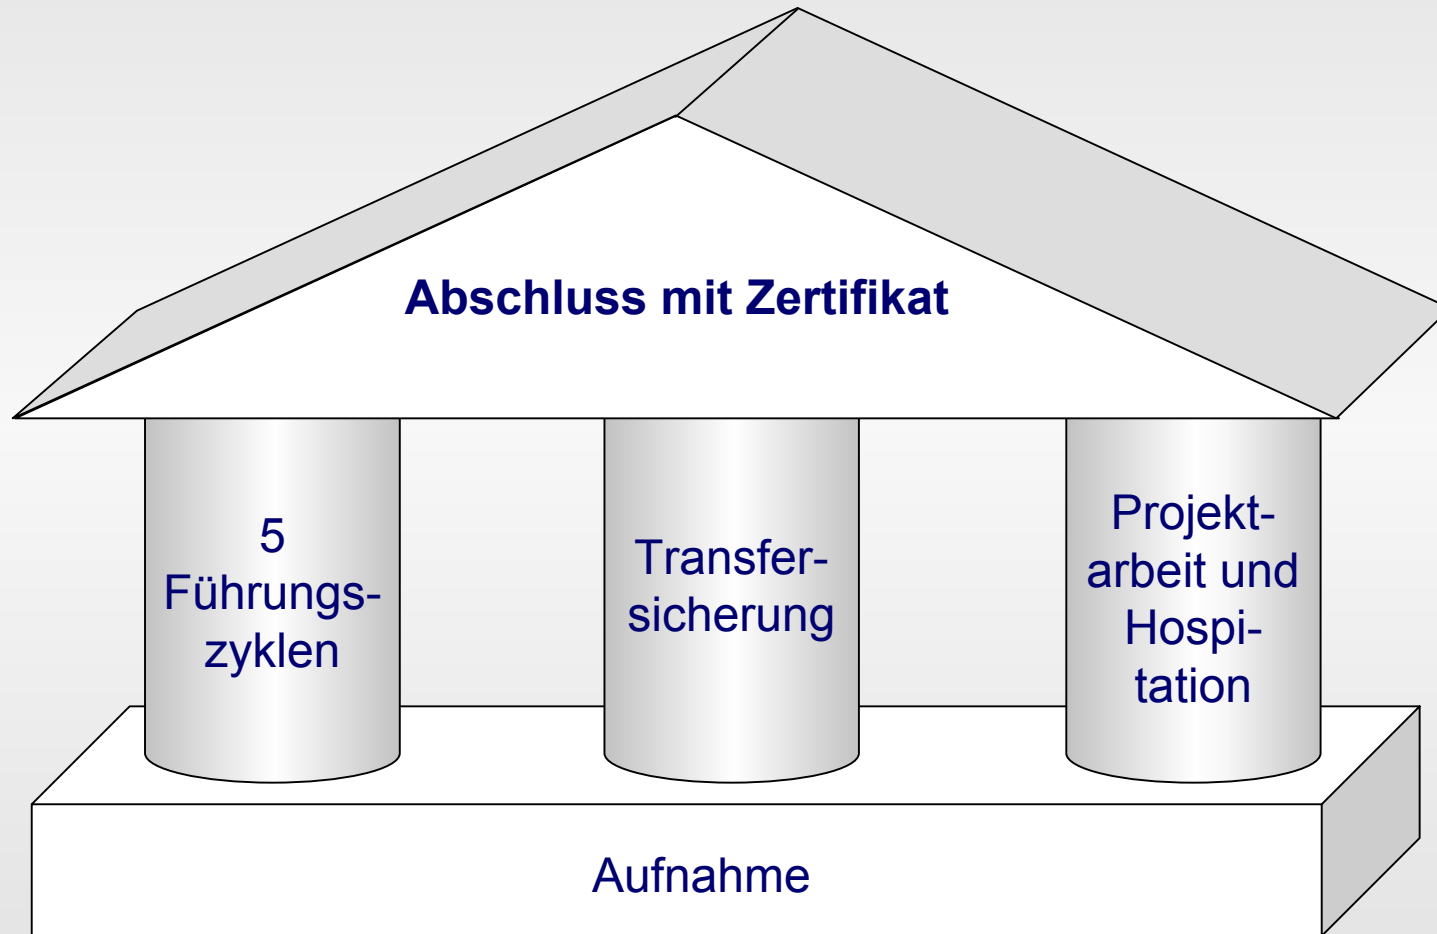 Abschluss mit Zertifikat
5
Führungs-
zyklen
Transfer-
sicherung
Projekt-
arbeit und
Hospi-
tation
Aufnahme